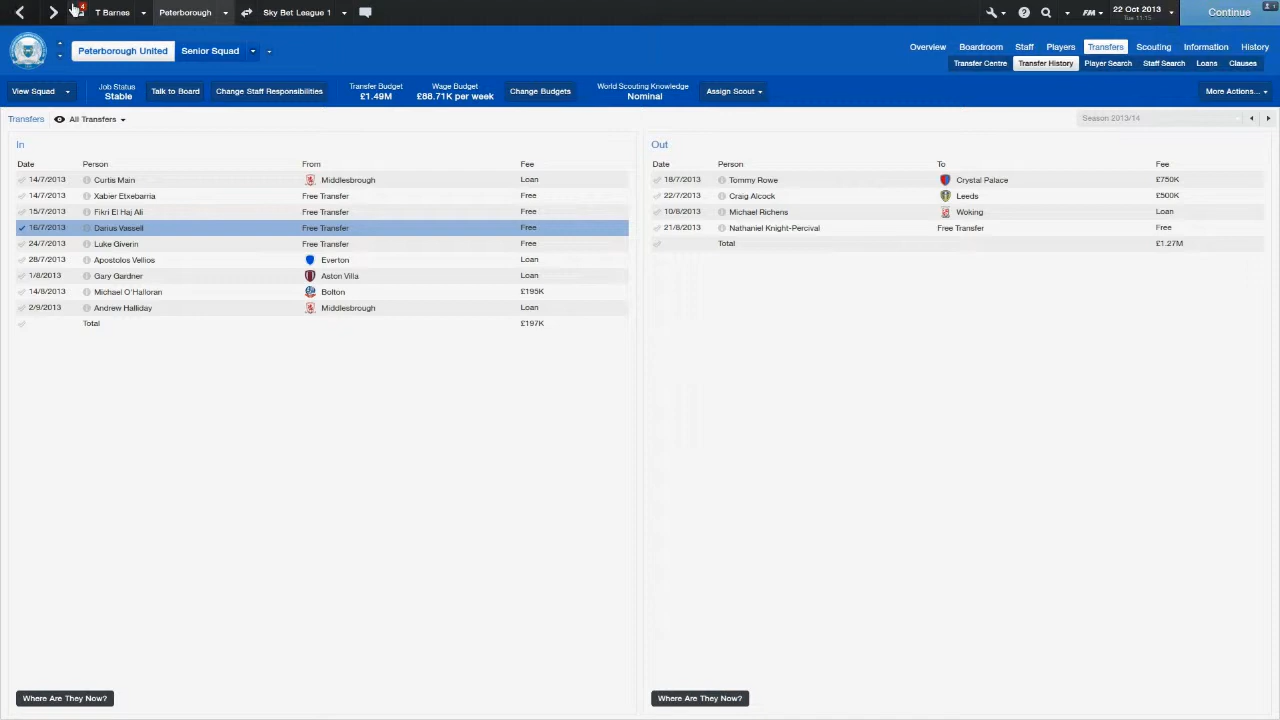 4 T Barnes Peterborough Sky Bet League 1 FM 22 Oct 2013 Tue 11:15 Continue
Peterborough United Senior Squad
Overview Boardroom Staff Players Transfers Scouting Information History
Transfer Centre Transfer History Player Search Staff Search Loans Clauses
View Squad Job Status Stable Talk to Board Change Staff Responsibilities Transfer Budget £1.49M Wage Budget £88.71K per week Change Budgets World Scouting Knowledge Nominal Assign Scout More Actions...
Transfers All Transfers Season 2013/14
In
Date Person From Fee
14/7/2013 Curtis Main Middlesbrough Loan
14/7/2013 Xabier Etxebarria Free Transfer Free
15/7/2013 Fikri El Haj Ali Free Transfer Free
16/7/2013 Darius Vassell Free Transfer Free
24/7/2013 Luke Giverin Free Transfer Free
28/7/2013 Apostolos Vellios Everton Loan
1/8/2013 Gary Gardner Aston Villa Loan
14/8/2013 Michael O'Halloran Bolton £195K
2/9/2013 Andrew Halliday Middlesbrough Loan
Total £197K
Where Are They Now?
Out
Date Person To Fee
18/7/2013 Tommy Rowe Crystal Palace £750K
22/7/2013 Craig Alcock Leeds £500K
10/8/2013 Michael Richens Woking Loan
21/8/2013 Nathaniel Knight-Percival Free Transfer Free
Total £1.27M
Where Are They Now?